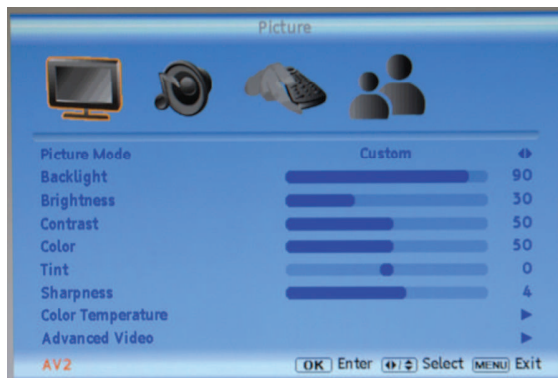 Picture
Picture Mode Custom
Backlight 90
Brightness 30
Contrast 50
Color 50
Tint 0
Sharpness 4
Color Temperature
Advanced Video
AV2 OK Enter Select MENU Exit